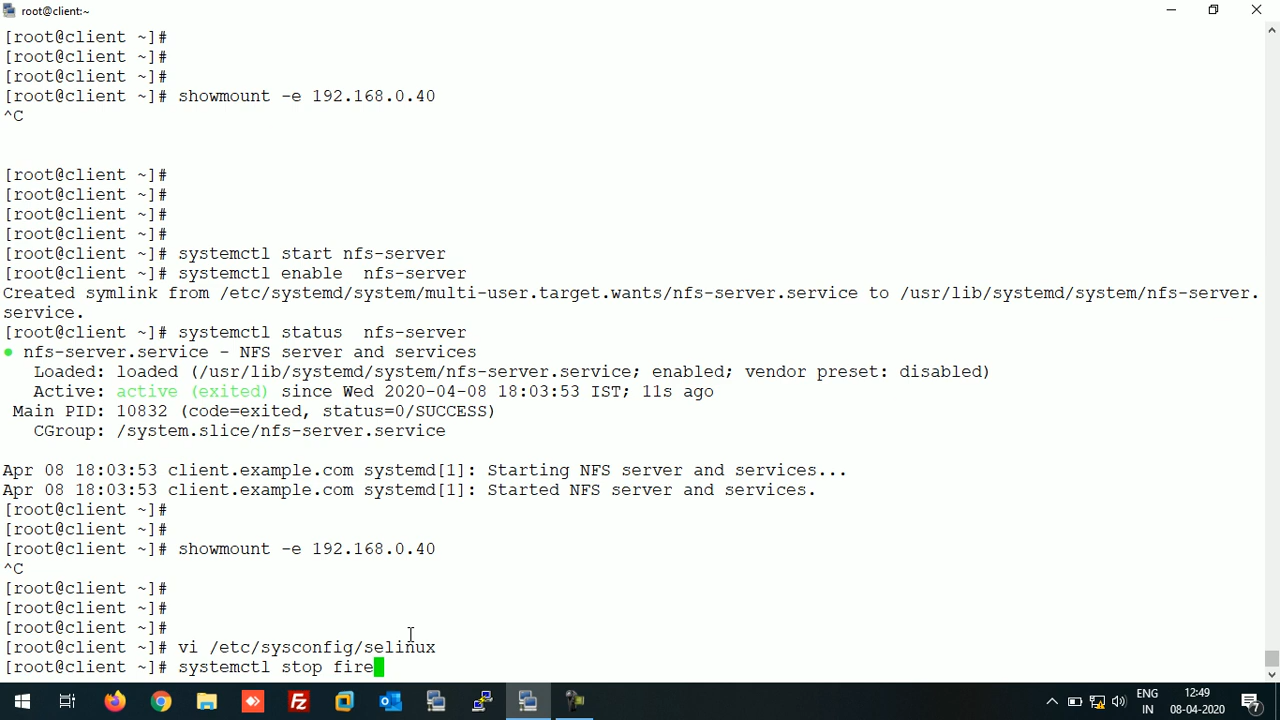 root@client:~
[root@client ~]#
[root@client ~]#
[root@client ~]#
[root@client ~]# showmount -e 192.168.0.40
^C
[root@client ~]#
[root@client ~]#
[root@client ~]#
[root@client ~]#
[root@client ~]# systemctl start nfs-server
[root@client ~]# systemctl enable  nfs-server
Created symlink from /etc/systemd/system/multi-user.target.wants/nfs-server.service to /usr/lib/systemd/system/nfs-server.
service.
[root@client ~]# systemctl status  nfs-server
● nfs-server.service - NFS server and services
   Loaded: loaded (/usr/lib/systemd/system/nfs-server.service; enabled; vendor preset: disabled)
   Active: active (exited) since Wed 2020-04-08 18:03:53 IST; 11s ago
 Main PID: 10832 (code=exited, status=0/SUCCESS)
   CGroup: /system.slice/nfs-server.service
Apr 08 18:03:53 client.example.com systemd[1]: Starting NFS server and services...
Apr 08 18:03:53 client.example.com systemd[1]: Started NFS server and services.
[root@client ~]#
[root@client ~]#
[root@client ~]# showmount -e 192.168.0.40
^C
[root@client ~]#
[root@client ~]#
[root@client ~]#
[root@client ~]# vi /etc/sysconfig/selinux
[root@client ~]# systemctl stop fire
ENG 12:49
IN 08-04-2020 7